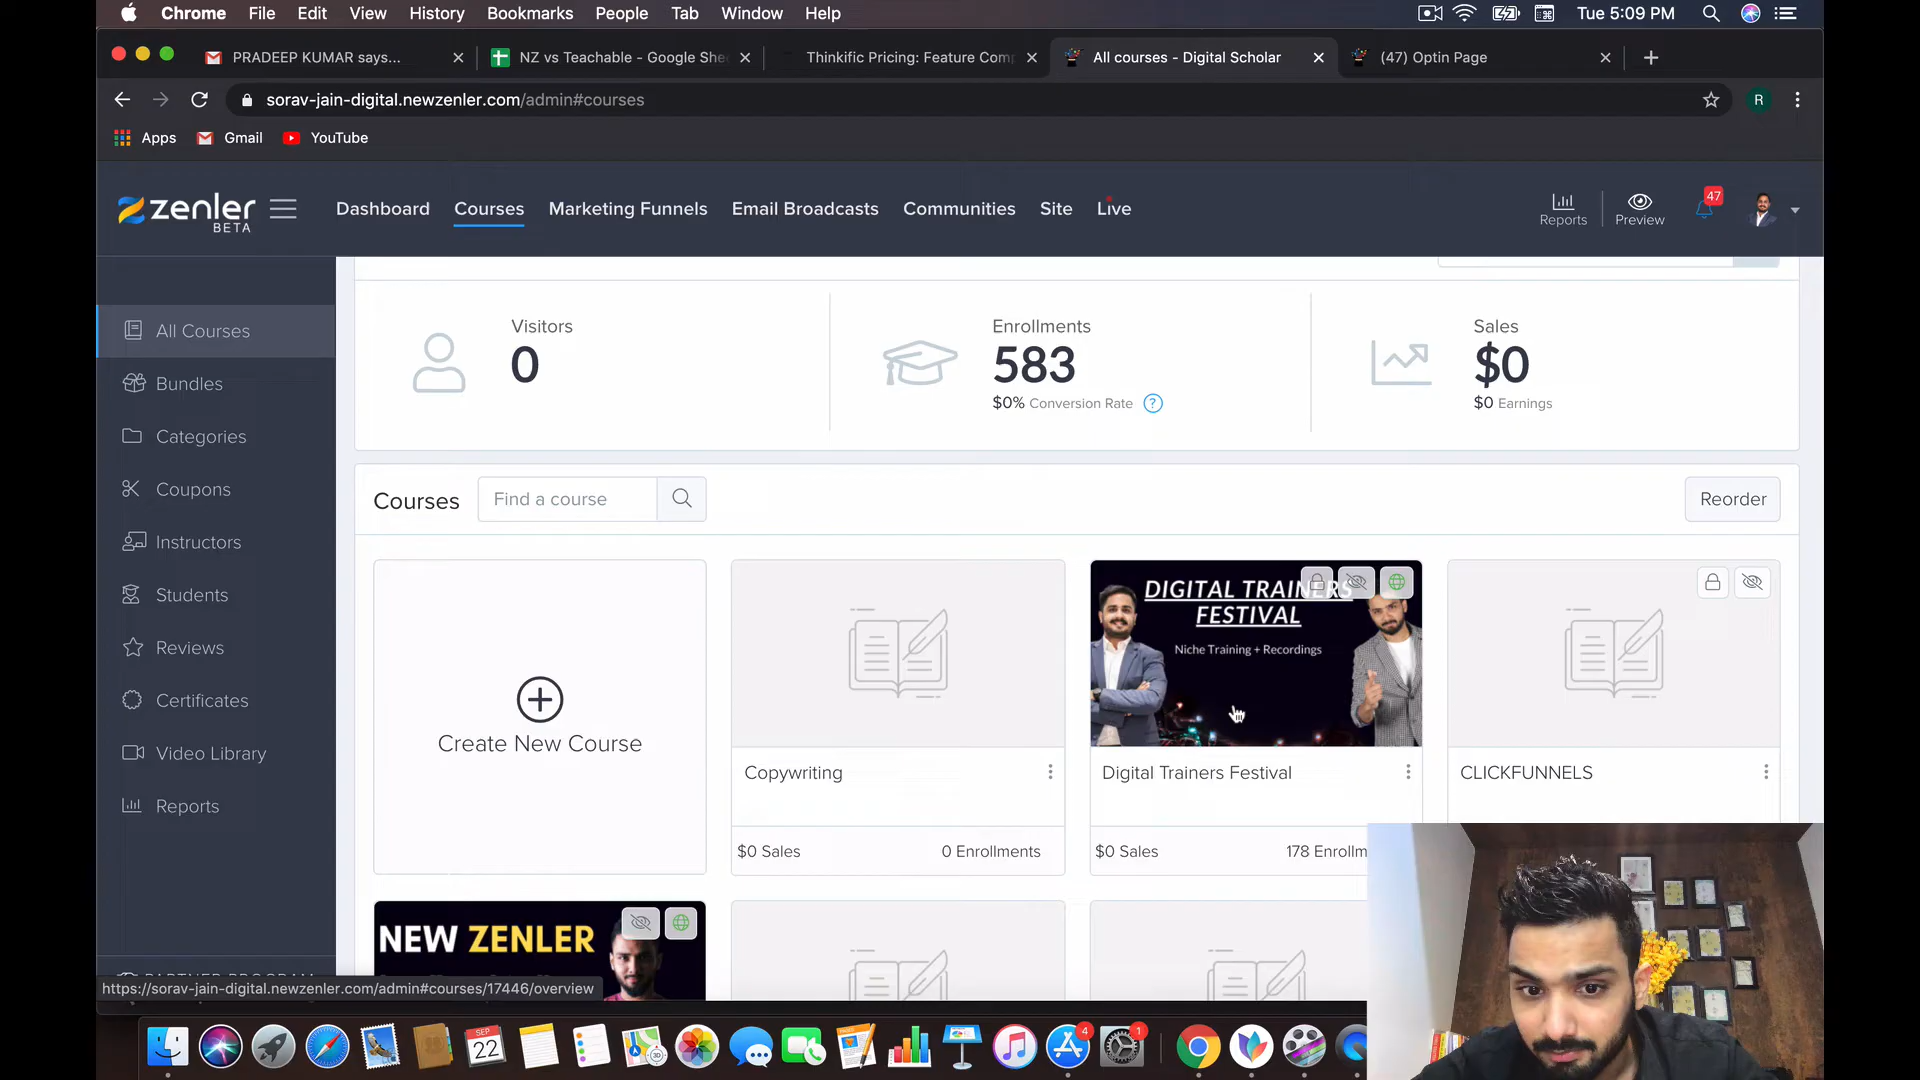 Chrome File Edit View History Bookmarks People Tab Window Help
Tue 5:09 PM
PRADEEP KUMAR says...
NZ vs Teachable - Google She
Thinkific Pricing: Feature Com
All courses - Digital Scholar
(47) Optin Page
sorav-jain-digital.newzenler.com/admin#courses
R
Apps Gmail YouTube
zenler
BETA
Dashboard Courses Marketing Funnels Email Broadcasts Communities Site Live
Reports
Preview
47
All Courses
Bundles
Categories
Coupons
Instructors
Students
Reviews
Certificates
Video Library
Reports
Visitors
0
Enrollments
583
$0% Conversion Rate ?
Sales
$0
$0 Earnings
Courses
Find a course
Reorder
Create New Course
Copywriting
$0 Sales
0 Enrollments
DIGITAL TRAINERS
FESTIVAL
Niche Training + Recordings
Digital Trainers Festival
$0 Sales
178 Enrollm
CLICKFUNNELS
NEW ZENLER
https://sorav-jain-digital.newzenler.com/admin#courses/17446/overview
SEP
22
4
1